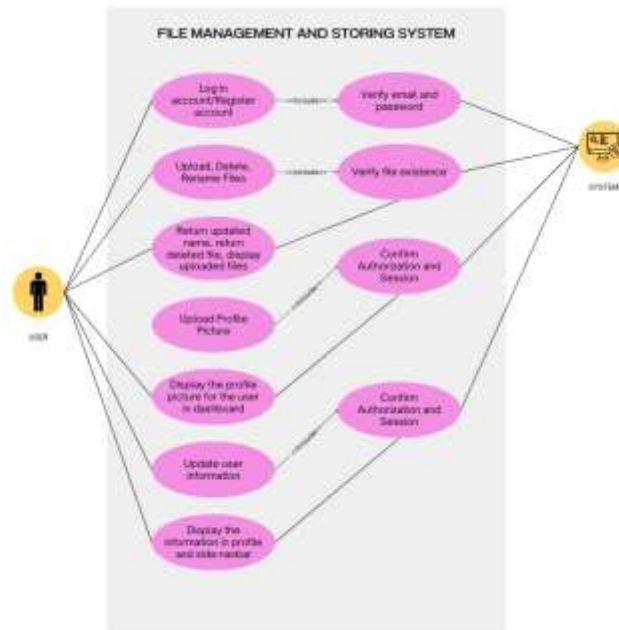 FILE MANAGEMENT AND STORING SYSTEM
Log in
account/Register
account
Verify email and
password
Upload, Delete,
Rename Files
Verify file existence
SYSTEM
Return updated
name, return
deleted file, display
uploaded files
Confirm
Authorization and
Session
USER
Upload Profile
Picture
Display the profile
picture for the user
in dashboard
Confirm
Authorization and
Session
Update user
information
Display the
information in profile
and side navbar